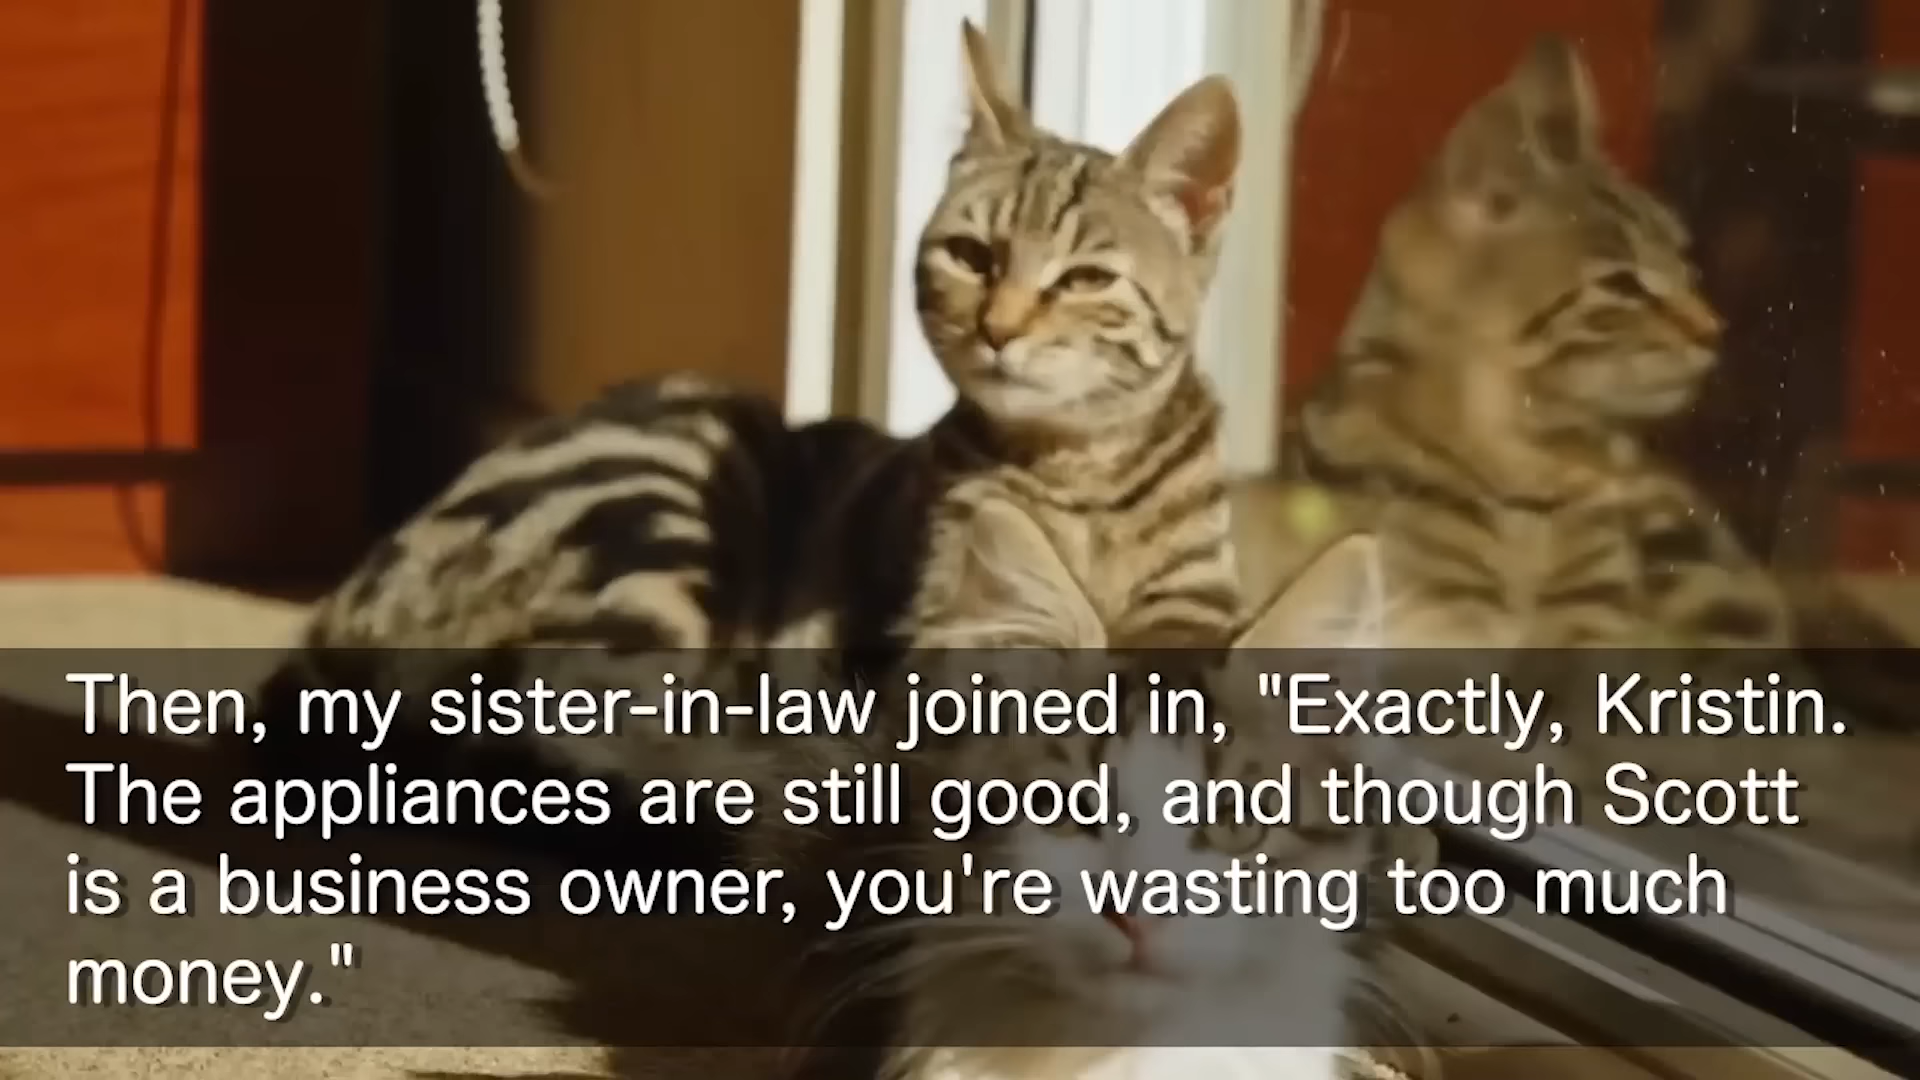 Then, my sister-in-law joined in, "Exactly, Kristin.
The appliances are still good, and though Scott
is a business owner, you're wasting too much
money."